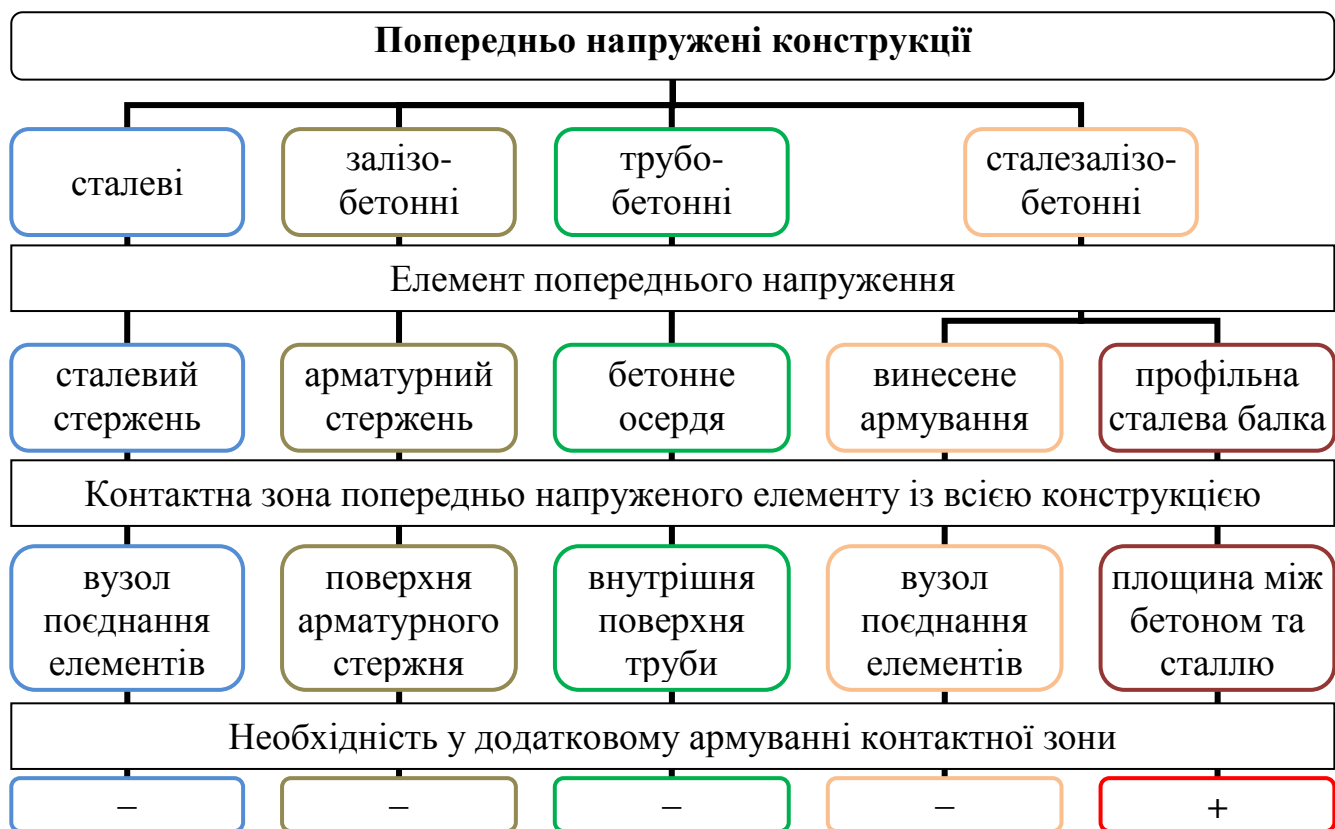 Попередньо напружені конструкції
сталеві
залізо-
бетонні
трубо-
бетонні
сталезалізо-
бетонні
Елемент попереднього напруження
сталевий
стержень
арматурний
стержень
бетонне
осердя
винесене
армування
профільна
сталева балка
Контактна зона попередньо напруженого елементу із всією конструкцією
вузол
поєднання
елементів
поверхня
арматурного
стержня
внутрішня
поверхня
труби
вузол
поєднання
елементів
площина між
бетоном та
сталлю
Необхідність у додатковому армуванні контактної зони
–
–
–
–
+